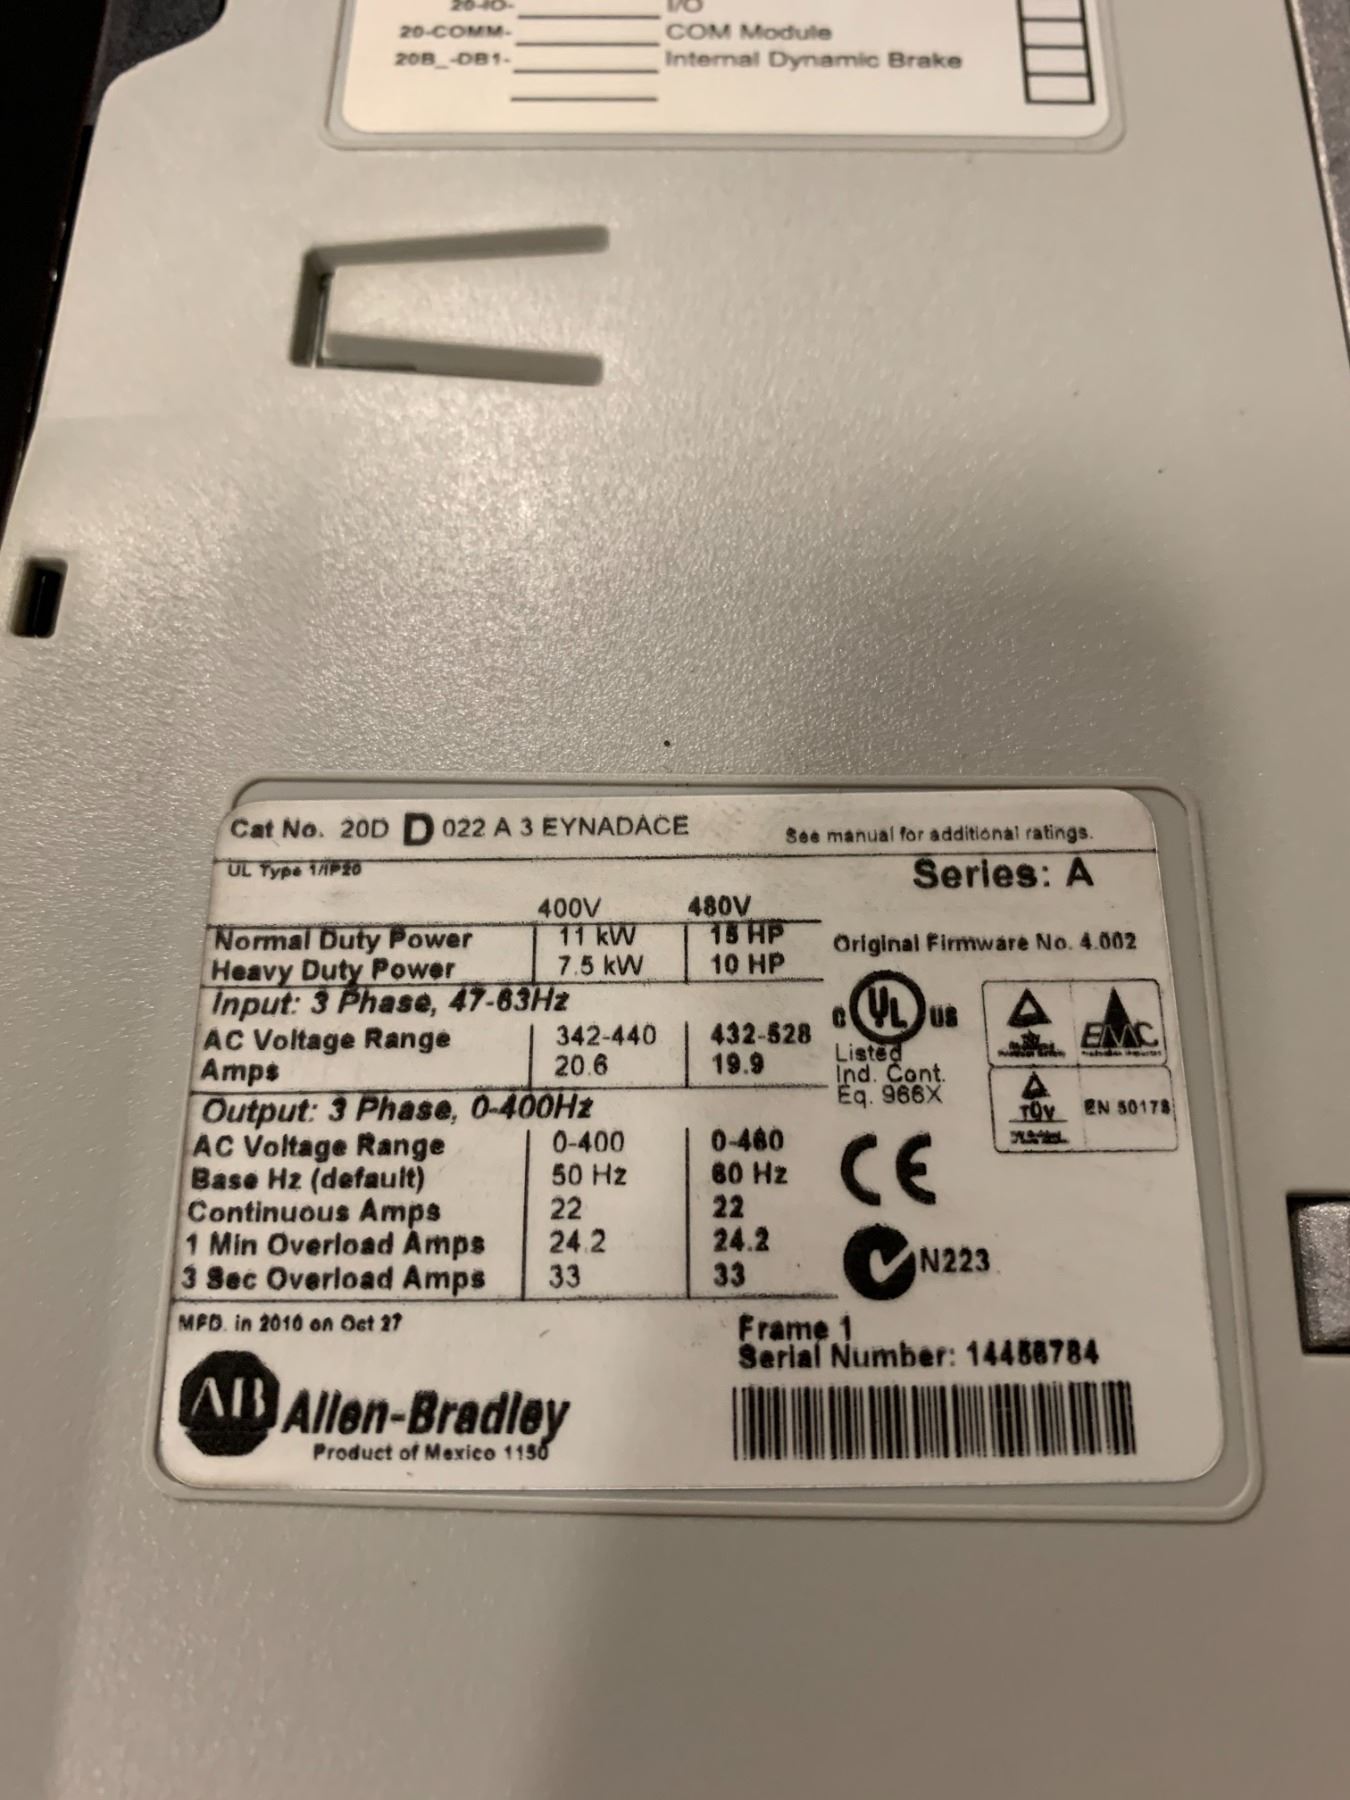 20-IO- I/O
20-COMM- COM Module
20B_-DB1- Internal Dynamic Brake
Cat No. 20D D 022 A 3 EYNADACE
See manual for additional ratings.
UL Type 1/IP20
Series: A
400V 480V
Normal Duty Power 11 kW 15 HP
Heavy Duty Power 7.5 kW 10 HP
Original Firmware No. 4.002
Input: 3 Phase, 47-63Hz
AC Voltage Range 342-440 432-528
Amps 20.6 19.9
C UL US
Listed
Ind. Cont.
Eq. 966X
EMC
TÜV
EN 50178
Output: 3 Phase, 0-400Hz
AC Voltage Range 0-400 0-460
Base Hz (default) 50 Hz 60 Hz
Continuous Amps 22 22
1 Min Overload Amps 24.2 24.2
3 Sec Overload Amps 33 33
CE
N223
MFD. in 2010 on Oct 27
Frame 1
Serial Number:
AB Allen-Bradley
Product of Mexico 1150